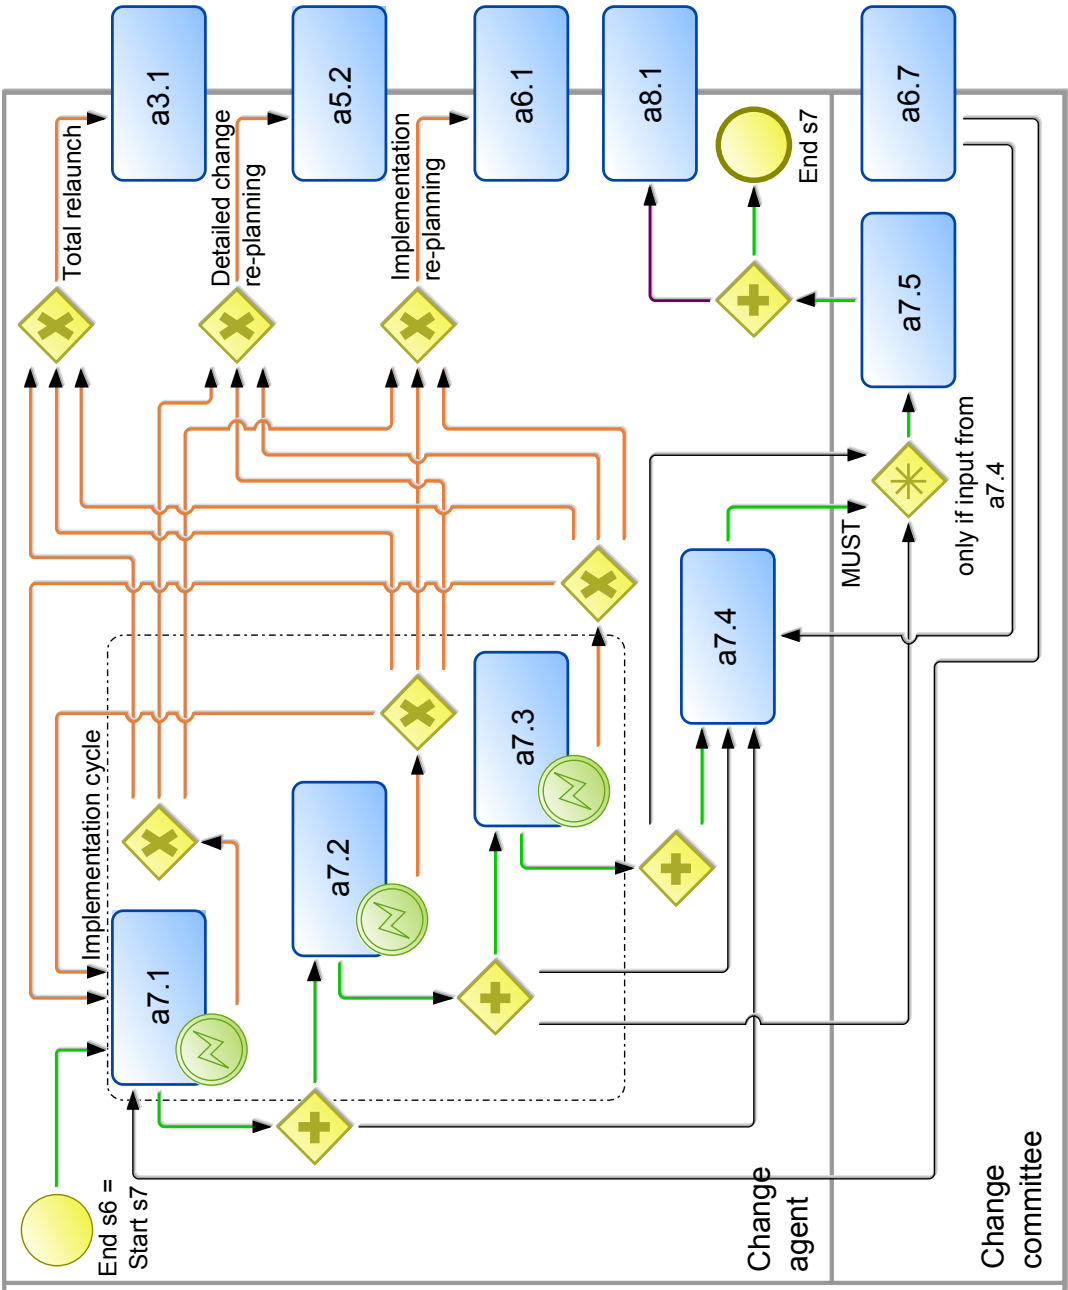 End s6 =
Start s7
Implementation cycle
a7.1
a7.2
a7.3
a7.4
a7.5
Total relaunch
Detailed change
re-planning
Implementation
re-planning
a3.1
a5.2
a6.1
a8.1
End s7
a6.7
MUST
only if input from
a7.4
Change
agent
Change
committee